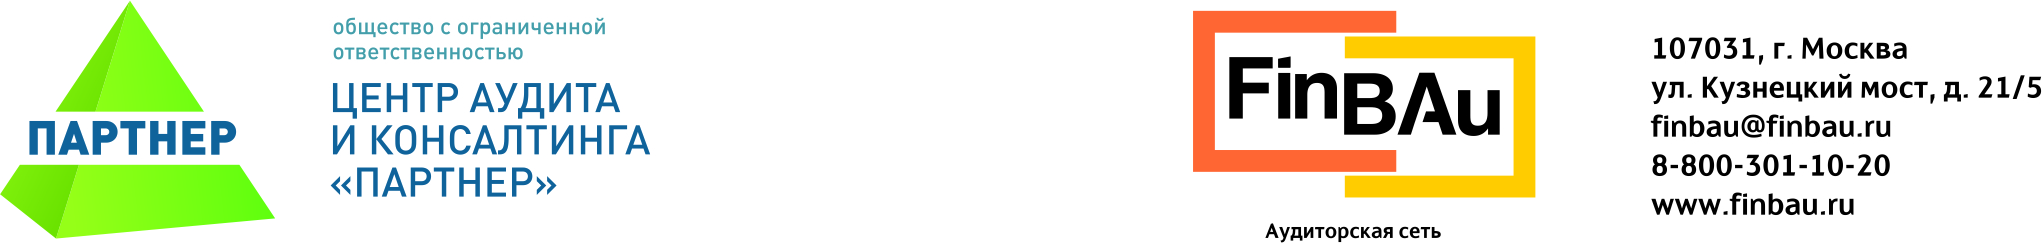 ПАРТНЕР
общество с ограниченной
ответственностью
ЦЕНТР АУДИТА
И КОНСАЛТИНГА
«ПАРТНЕР»
FinBAu
Аудиторская сеть
107031, г. Москва
ул. Кузнецкий мост, д. 21/5
finbau@finbau.ru
8-800-301-10-20
www.finbau.ru